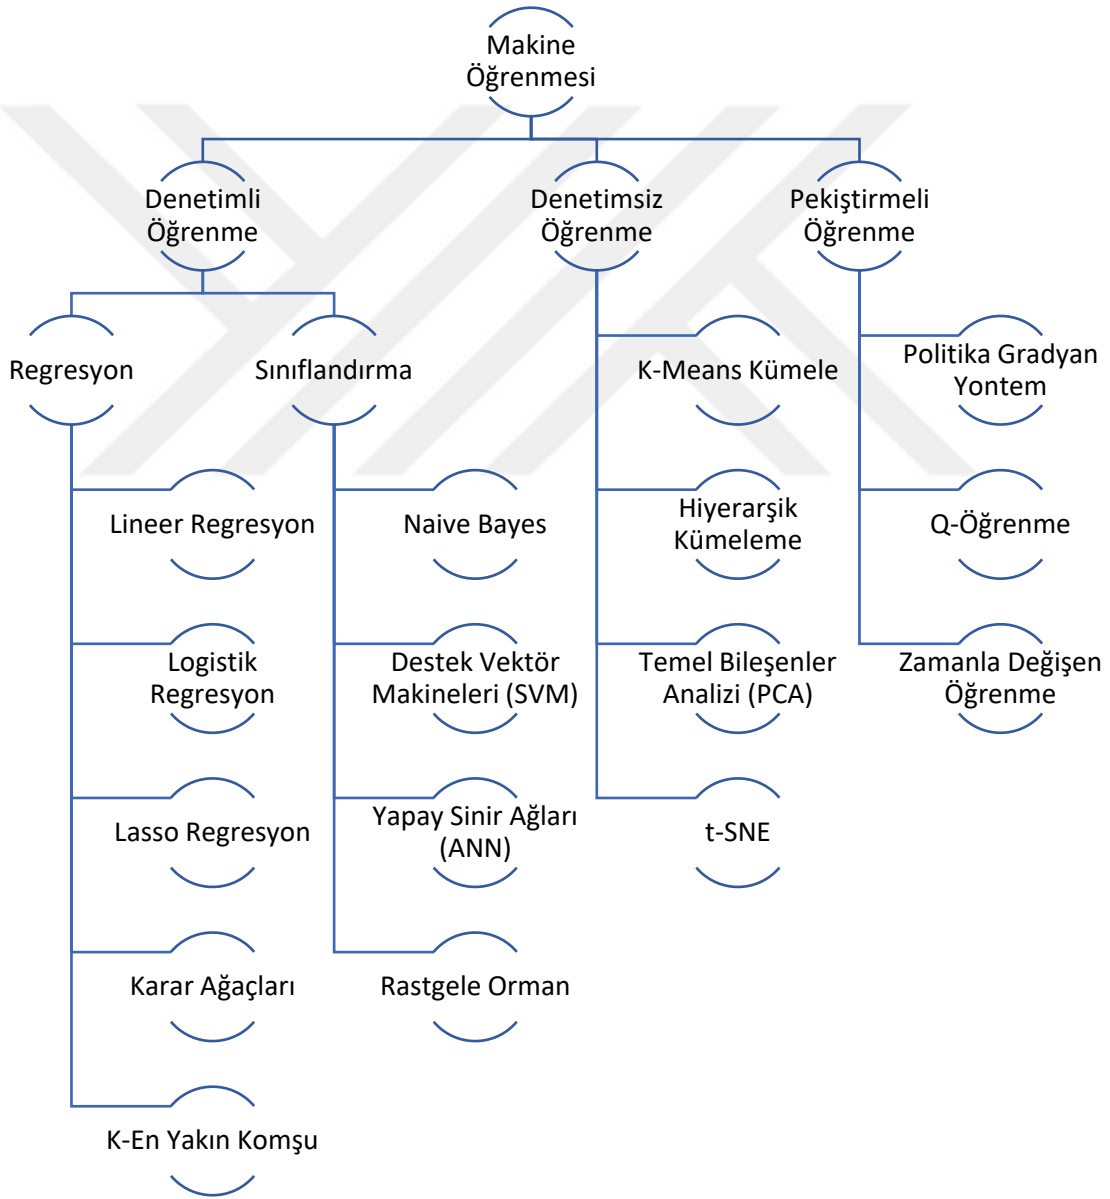 Makine
Öğrenmesi
Denetimli
Öğrenme
Denetimsiz
Öğrenme
Pekiştirmeli
Öğrenme
Regresyon
Sınıflandırma
K-Means Kümele
Politika Gradyan
Yontem
Lineer Regresyon
Naive Bayes
Hiyerarşik
Kümeleme
Q-Öğrenme
Logistik
Regresyon
Destek Vektör
Makineleri (SVM)
Temel Bileşenler
Analizi (PCA)
Zamanla Değişen
Öğrenme
Lasso Regresyon
Yapay Sinir Ağları
(ANN)
t-SNE
Karar Ağaçları
Rastgele Orman
K-En Yakın Komşu